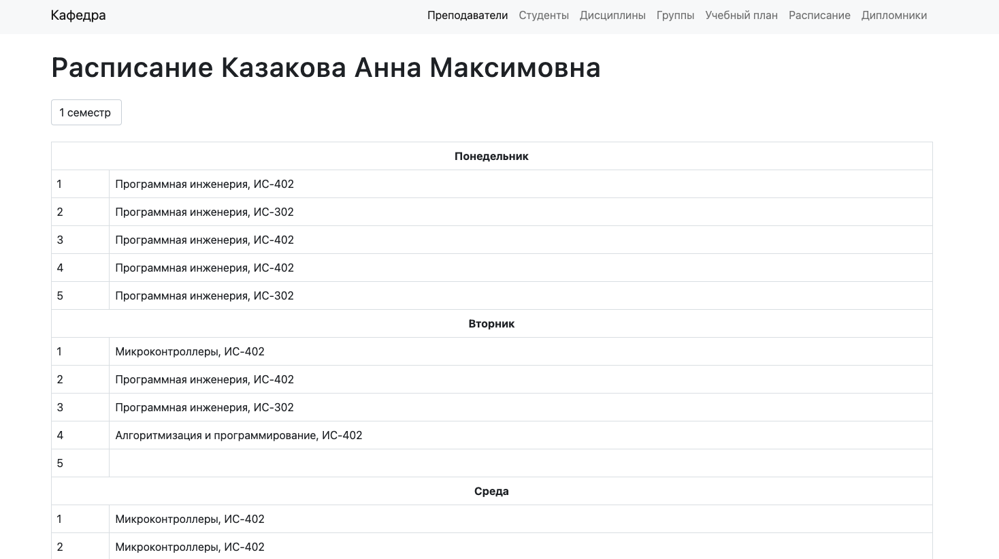 Кафедра Преподаватели Студенты Дисциплины Группы Учебный план Расписание Дипломники
Расписание Казакова Анна Максимовна
1 семестр
Понедельник
1 Программная инженерия, ИС-402
2 Программная инженерия, ИС-302
3 Программная инженерия, ИС-402
4 Программная инженерия, ИС-402
5 Программная инженерия, ИС-302
Вторник
1 Микроконтроллеры, ИС-402
2 Программная инженерия, ИС-402
3 Программная инженерия, ИС-302
4 Алгоритмизация и программирование, ИС-402
5
Среда
1 Микроконтроллеры, ИС-402
2 Микроконтроллеры, ИС-402